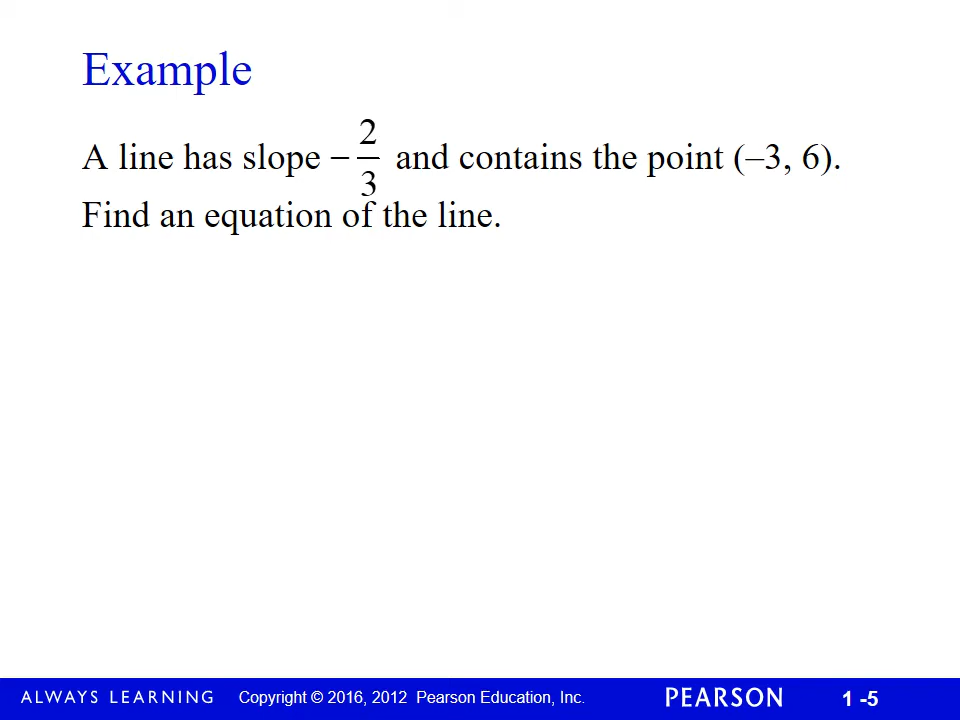 Example
A line has slope −2/3 and contains the point (–3, 6).
Find an equation of the line.
ALWAYS LEARNING Copyright © 2016, 2012 Pearson Education, Inc. PEARSON 1 -5